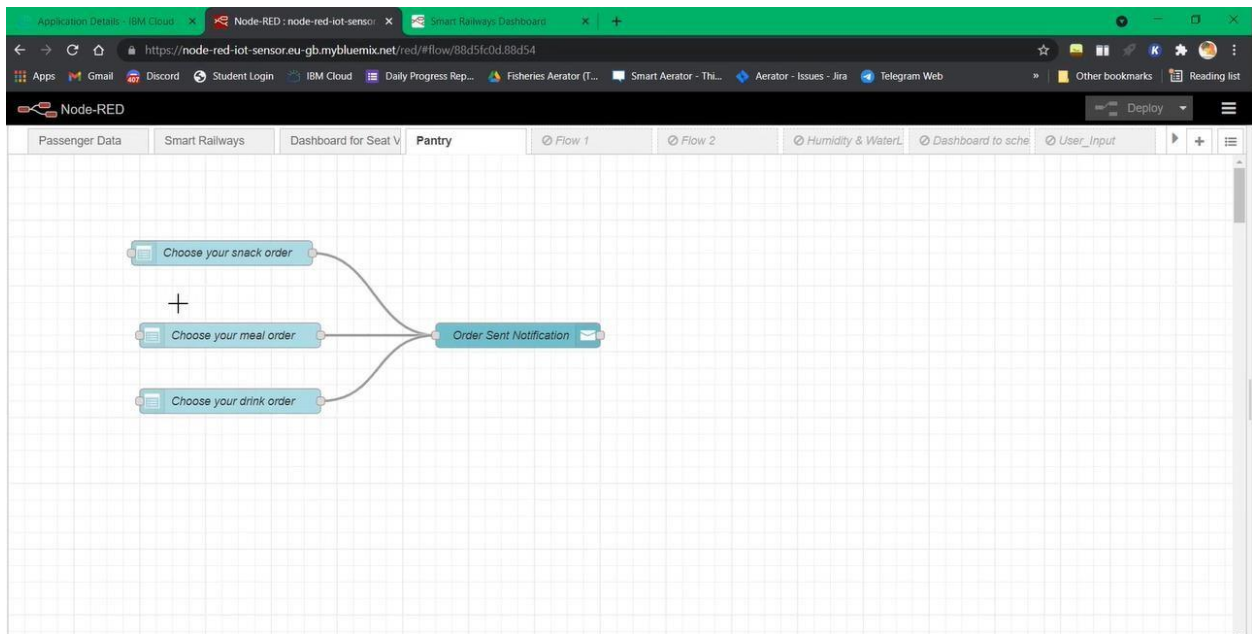 Application Details - IBM Cloud
Node-RED : node-red-iot-sensor
Smart Railways Dashboard
https://node-red-iot-sensor.eu-gb.mybluemix.net/red/#flow/88d5fc0d.88d54
Apps Gmail 407 Discord Student Login IBM Cloud Daily Progress Rep... Fisheries Aerator (T... Smart Aerator - Thi... Aerator - Issues - Jira Telegram Web » Other bookmarks Reading list
Node-RED Deploy
Passenger Data Smart Railways Dashboard for Seat V Pantry Flow 1 Flow 2 Humidity & WaterL Dashboard to sche User_Input
Choose your snack order
Choose your meal order Order Sent Notification
Choose your drink order